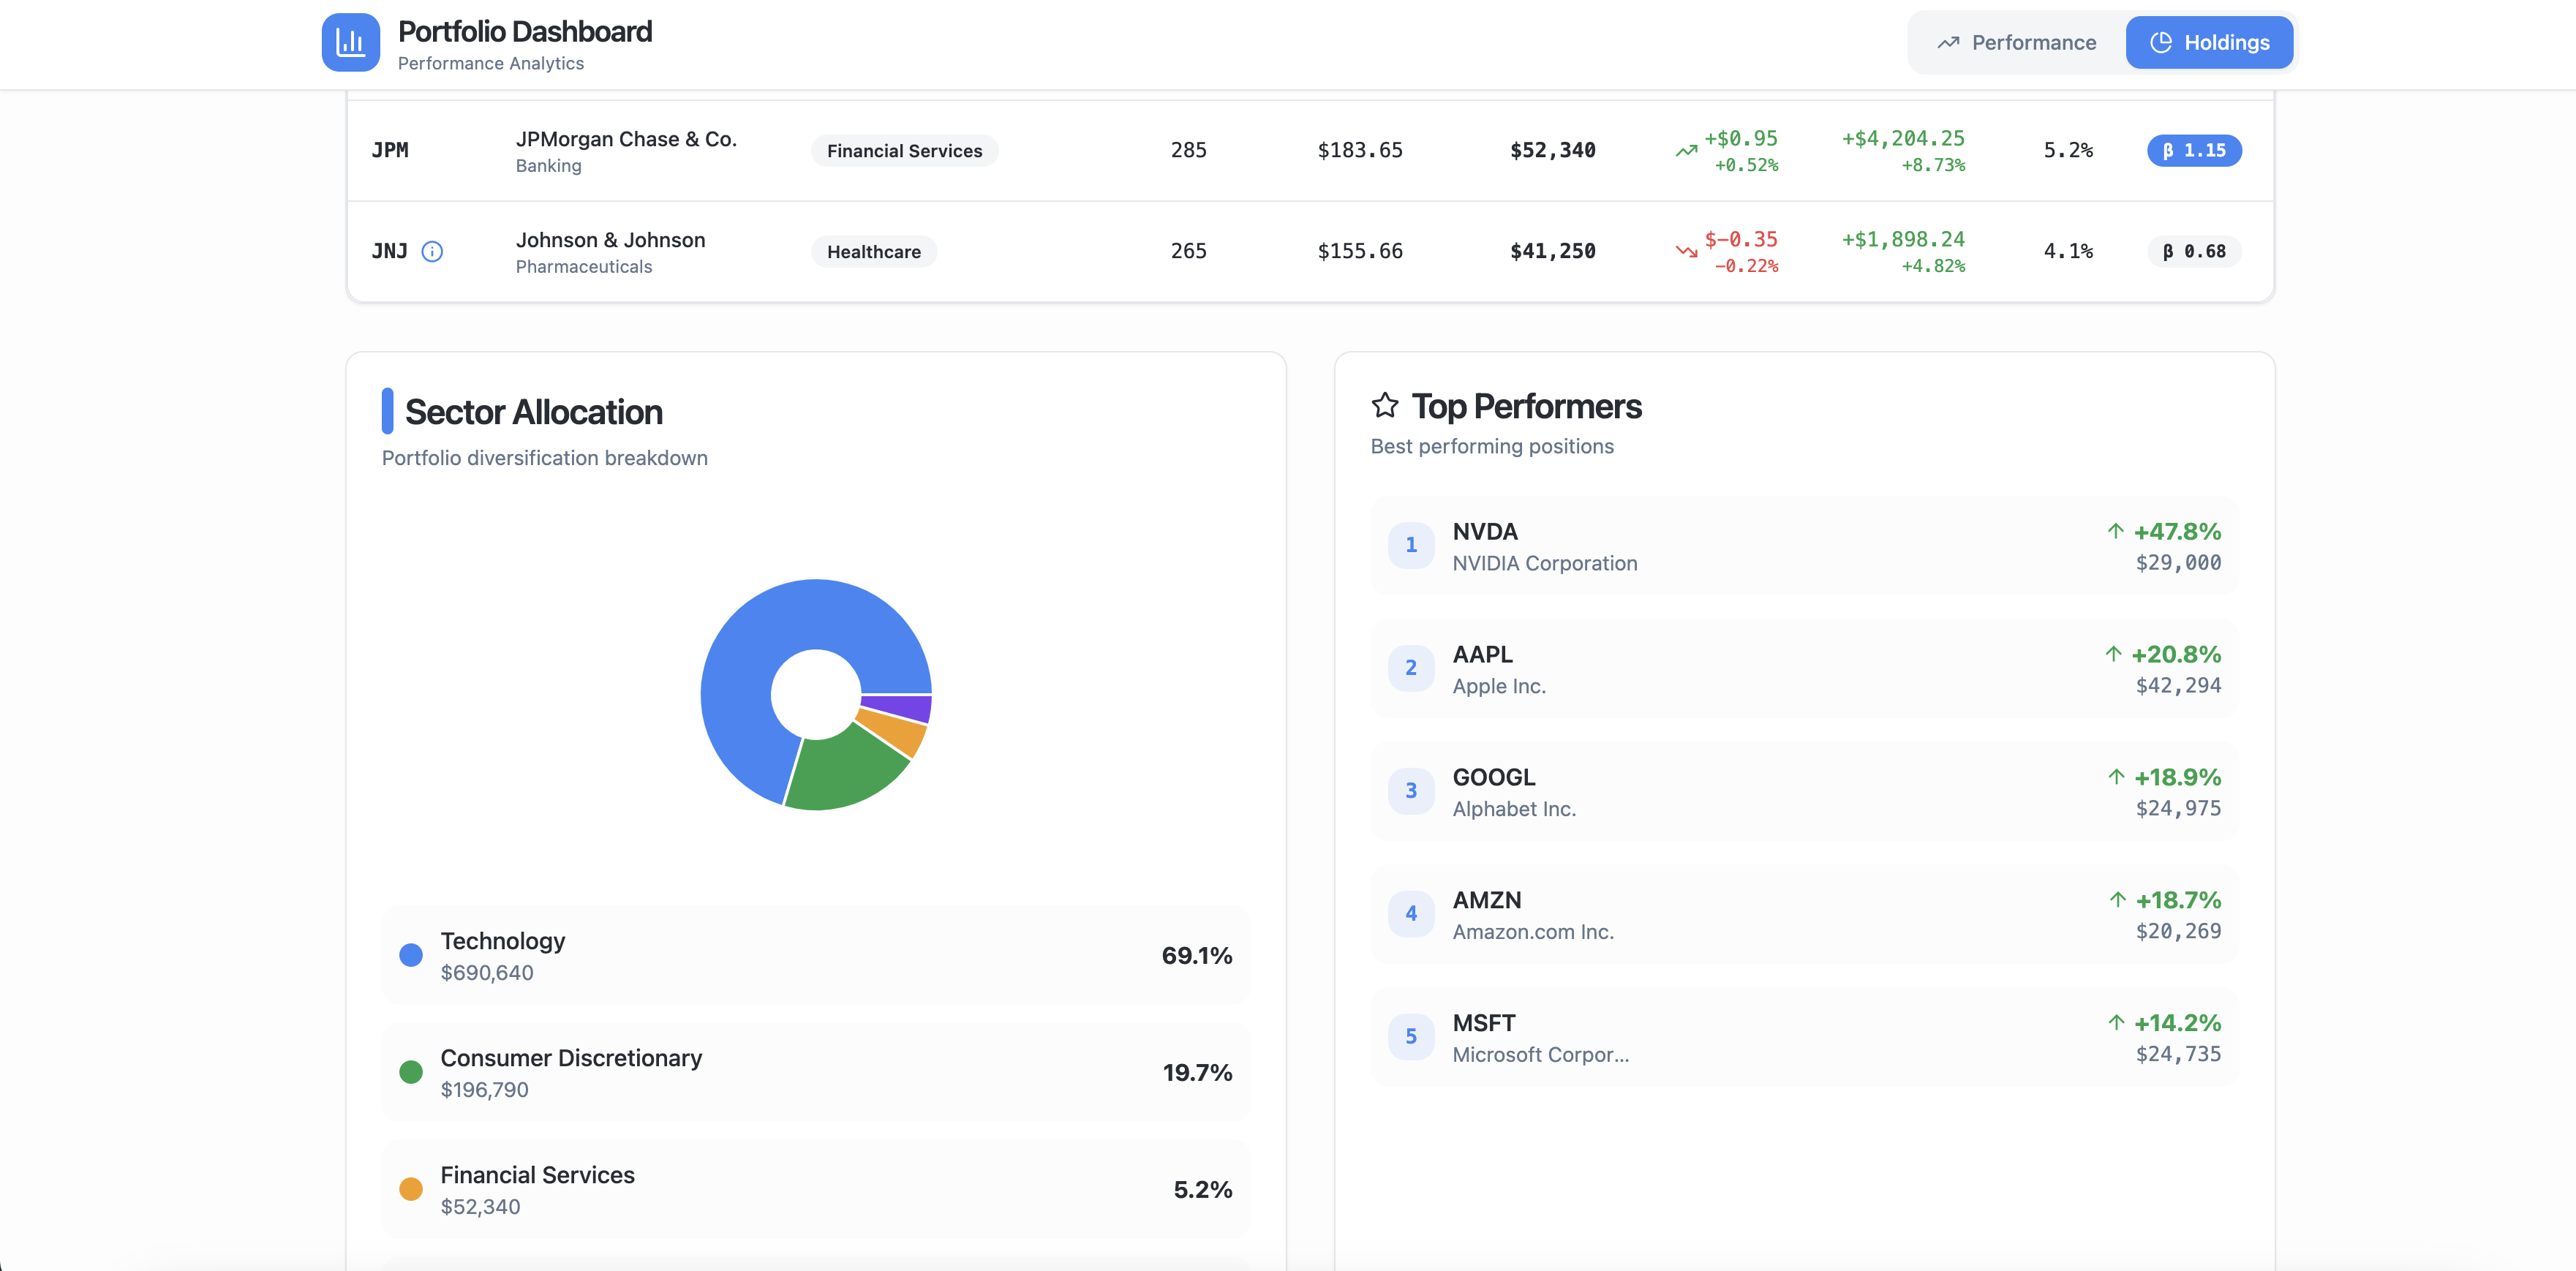 Portfolio Dashboard
Performance Analytics
Performance
Holdings
JPM
JPMorgan Chase & Co.
Banking
Financial Services
285
$183.65
$52,340
+$0.95
+0.52%
+$4,204.25
+8.73%
5.2%
β 1.15
JNJ
Johnson & Johnson
Pharmaceuticals
Healthcare
265
$155.66
$41,250
$-0.35
-0.22%
+$1,898.24
+4.82%
4.1%
β 0.68
Sector Allocation
Portfolio diversification breakdown
Technology
$690,640
69.1%
Consumer Discretionary
$196,790
19.7%
Financial Services
$52,340
5.2%
Top Performers
Best performing positions
1
NVDA
NVIDIA Corporation
+47.8%
$29,000
2
AAPL
Apple Inc.
+20.8%
$42,294
3
GOOGL
Alphabet Inc.
+18.9%
$24,975
4
AMZN
Amazon.com Inc.
+18.7%
$20,269
5
MSFT
Microsoft Corpor...
+14.2%
$24,735